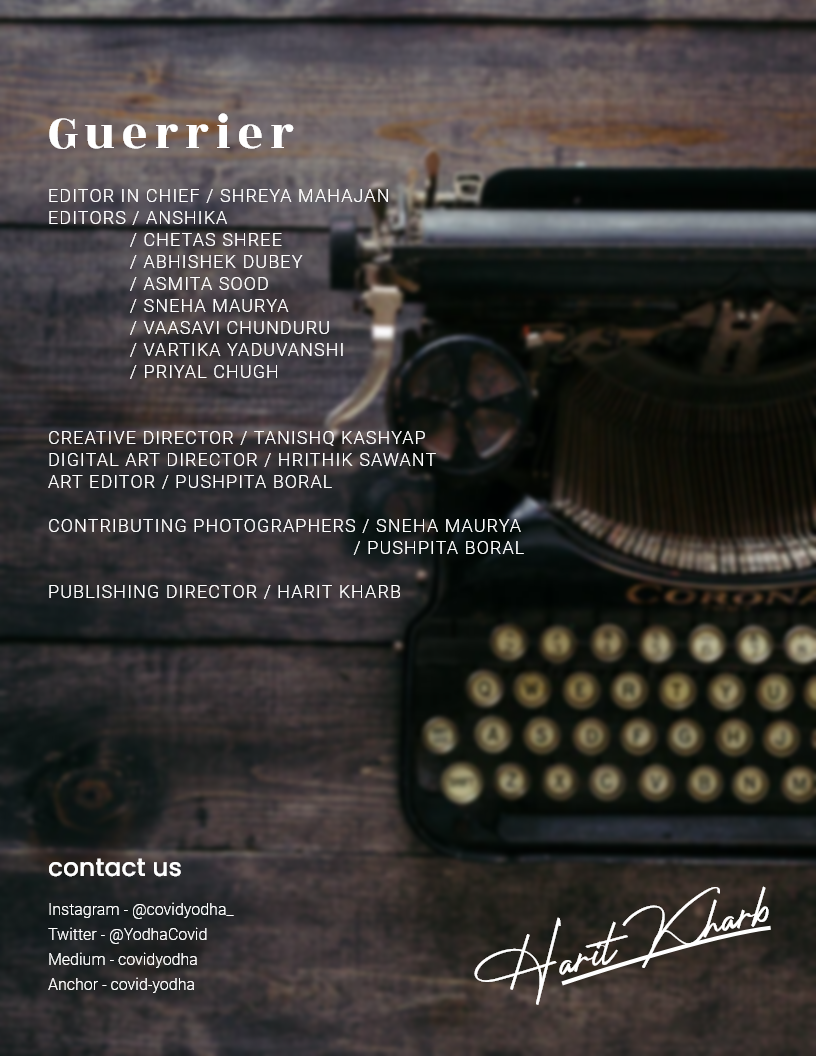 Guerrier
EDITOR IN CHIEF / SHREYA MAHAJAN
EDITORS / ANSHIKA
/ CHETAS SHREE
/ ABHISHEK DUBEY
/ ASMITA SOOD
/ SNEHA MAURYA
/ VAASAVI CHUNDURU
/ VARTIKA YADUVANSHI
/ PRIYAL CHUGH
CREATIVE DIRECTOR / TANISHQ KASHYAP
DIGITAL ART DIRECTOR / HRITHIK SAWANT
ART EDITOR / PUSHPITA BORAL
CONTRIBUTING PHOTOGRAPHERS / SNEHA MAURYA
/ PUSHPITA BORAL
PUBLISHING DIRECTOR / HARIT KHARB
CORONA
Q W E R T Y U
A S D F G H J
Z X C V B N M
contact us
Instagram - @covidyodha_
Twitter - @YodhaCovid
Medium - covidyodha
Anchor - covid-yodha
Harit Kharb